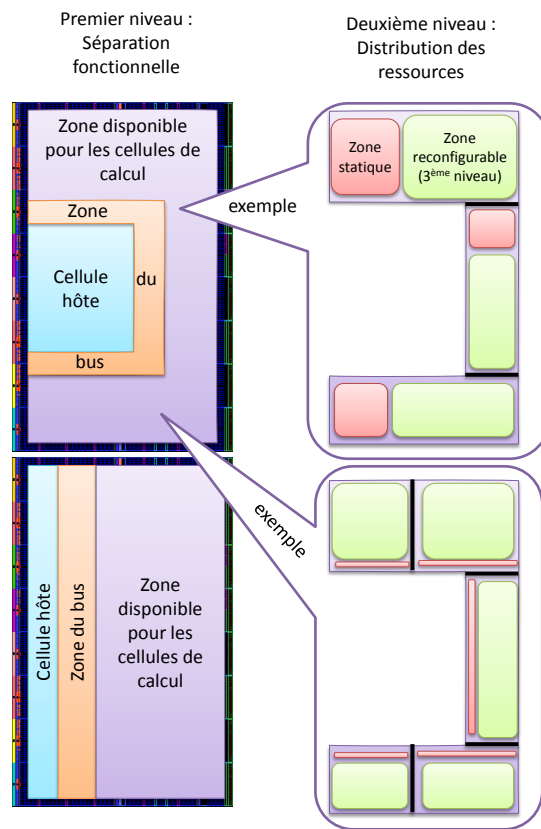 Premier niveau :
Séparation
fonctionnelle
Deuxième niveau :
Distribution des
ressources
Zone disponible
pour les cellules de
calcul
Zone
Cellule
hôte
du
bus
exemple
Zone
statique
Zone
reconfigurable
(3ème niveau)
exemple
Cellule hôte
Zone du bus
Zone
disponible
pour les
cellules de
calcul